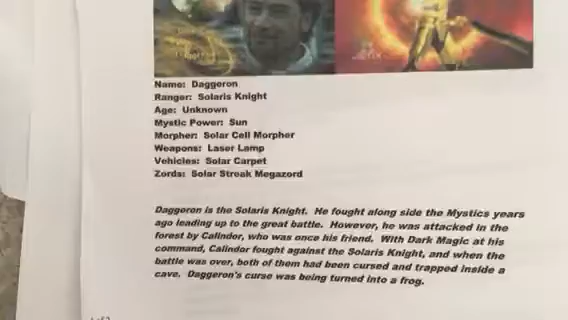 Name: Daggeron
Ranger: Solaris Knight
Age: Unknown
Mystic Power: Sun
Morpher: Solar Cell Morpher
Weapons: Laser Lamp
Vehicles: Solar Carpet
Zords: Solar Streak Megazord
Daggeron is the Solaris Knight. He fought along side the Mystics years
ago leading up to the great battle. However, he was attacked in the
forest by Calindor, who was once his friend. With Dark Magic at his
command, Calindor fought against the Solaris Knight, and when the
battle was over, both of them had been cursed and trapped inside a
cave. Daggeron's curse was being turned into a frog.